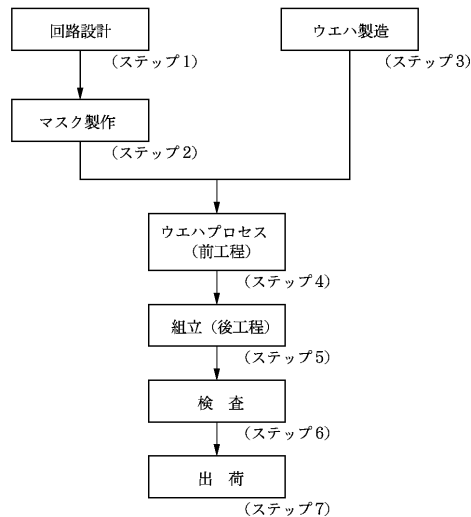 回路設計
(ステップ1)
ウエハ製造
(ステップ3)
マスク製作
(ステップ2)
ウエハプロセス
(前工程)
(ステップ4)
組立(後工程)
(ステップ5)
検 査
(ステップ6)
出 荷
(ステップ7)